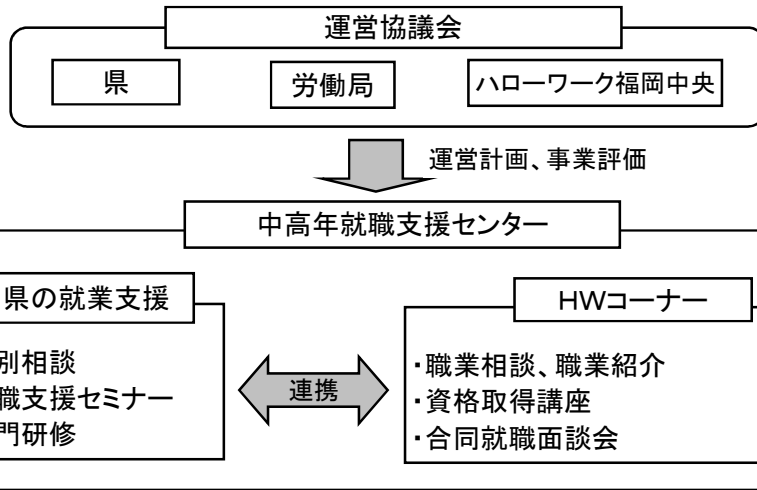 運営協議会
県
労働局
ハローワーク福岡中央
運営計画、事業評価
中高年就職支援センター
県の就業支援
別相談
職支援セミナー
門研修
連携
HWコーナー
・職業相談、職業紹介
・資格取得講座
・合同就職面談会